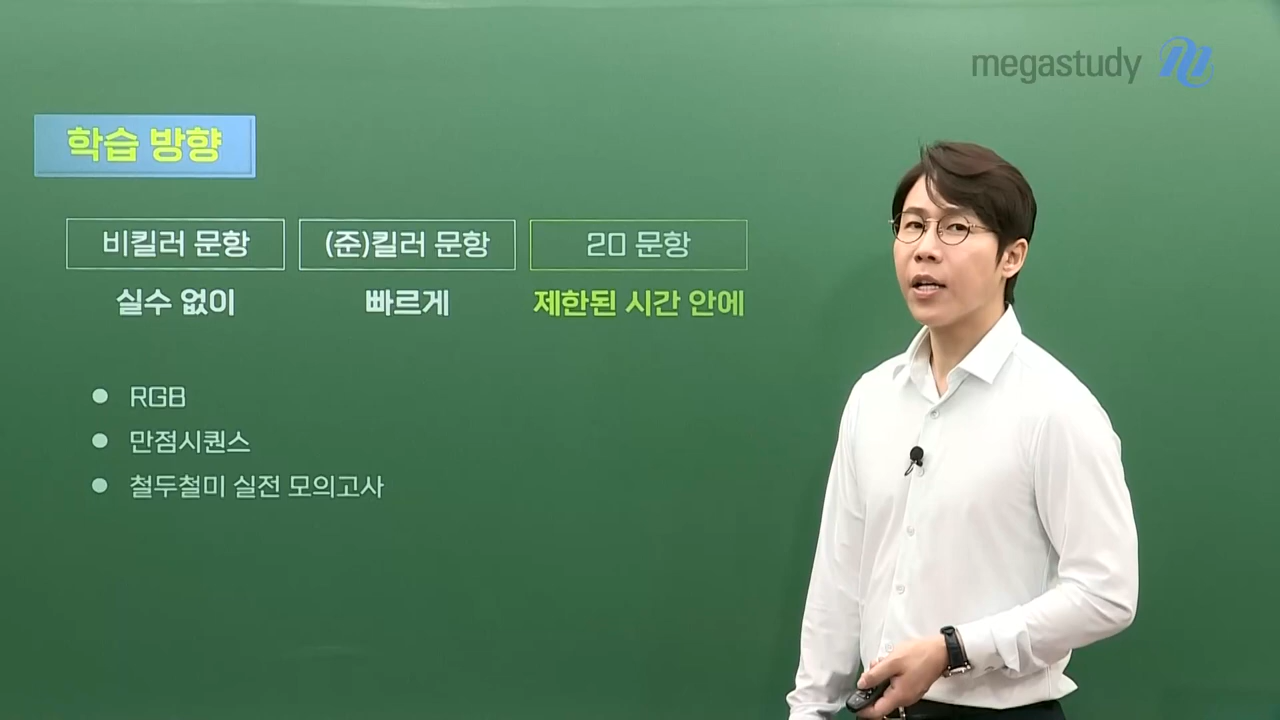 megastudy
학습 방향
비킬러 문항 (준)킬러 문항 20 문항
실수 없이 빠르게 제한된 시간 안에
RGB
만점시퀀스
철두철미 실전 모의고사